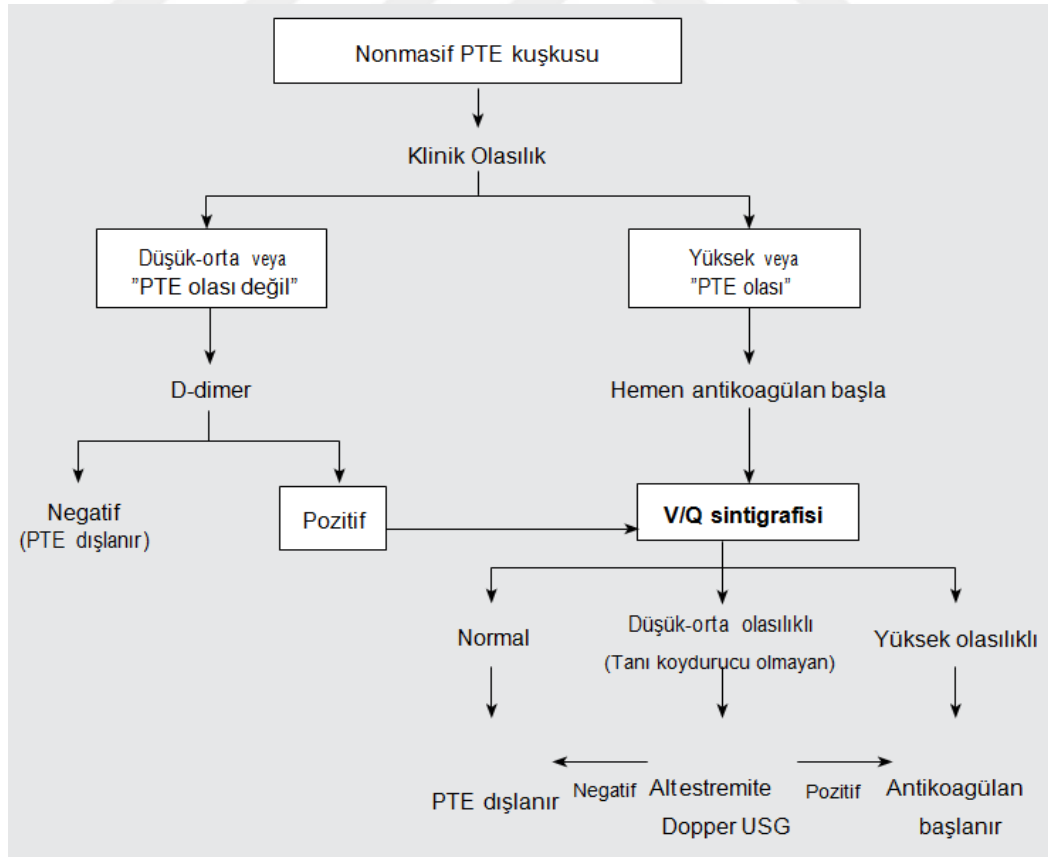 Nonmasif PTE kuşkusu
Klinik Olasılık
Düşük-orta veya
"PTE olası değil"
Yüksek veya
"PTE olası"
D-dimer
Hemen antikoagülan başla
Negatif
(PTE dışlanır)
Pozitif
V/Q sintigrafisi
Normal
Düşük-orta olasılıklı
(Tanı koydurucu olmayan)
Yüksek olasılıklı
PTE dışlanır
Negatif
Alt estremite
Dopper USG
Pozitif
Antikoagülan
başlanır